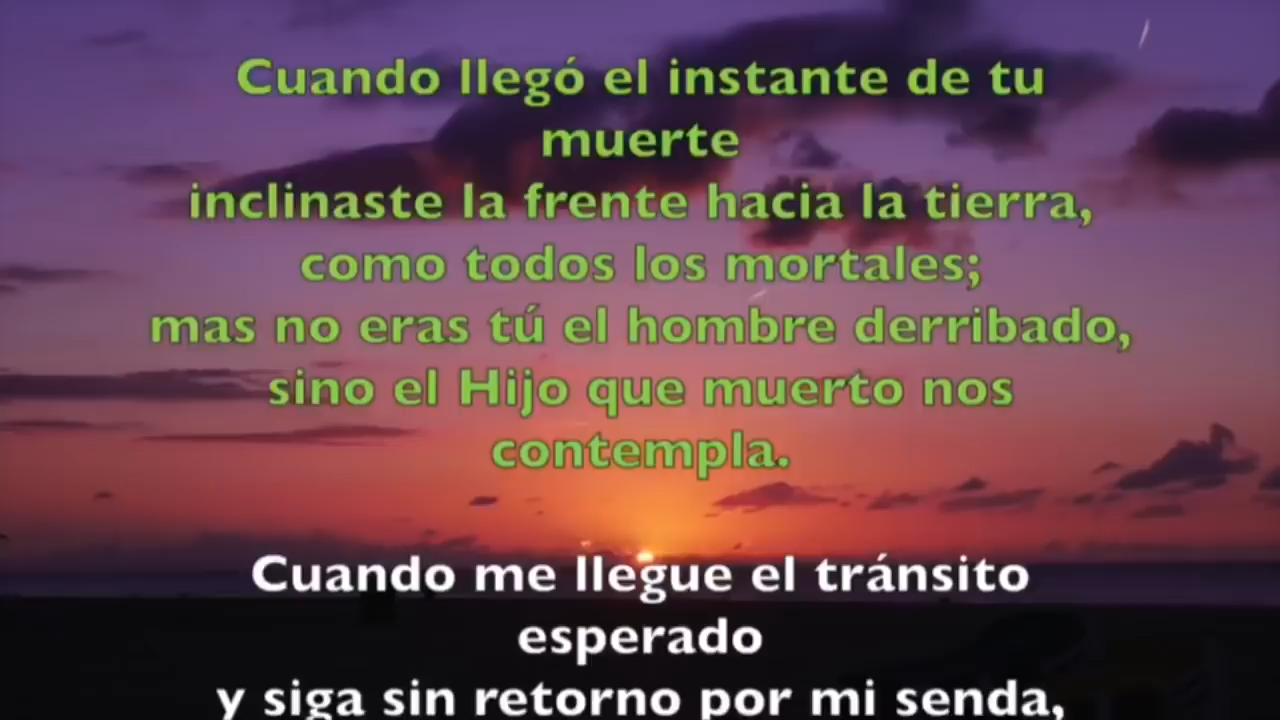 Cuando llegó el instante de tu
muerte
inclinaste la frente hacia la tierra,
como todos los mortales;
mas no eras tú el hombre derribado,
sino el Hijo que muerto nos
contempla.
Cuando me llegue el tránsito
esperado
y siga sin retorno por mi senda,